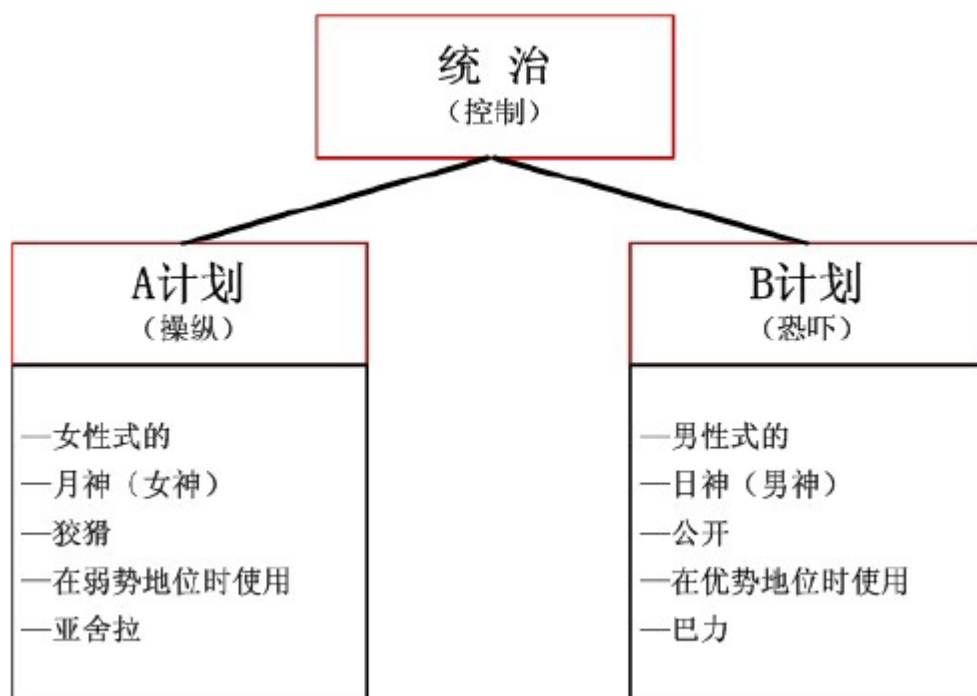 统 治
（控制）
A计划
（操纵）
—女性式的
—月神（女神）
—狡猾
—在弱势地位时使用
—亚舍拉
B计划
（恐吓）
—男性式的
—日神（男神）
—公开
—在优势地位时使用
—巴力